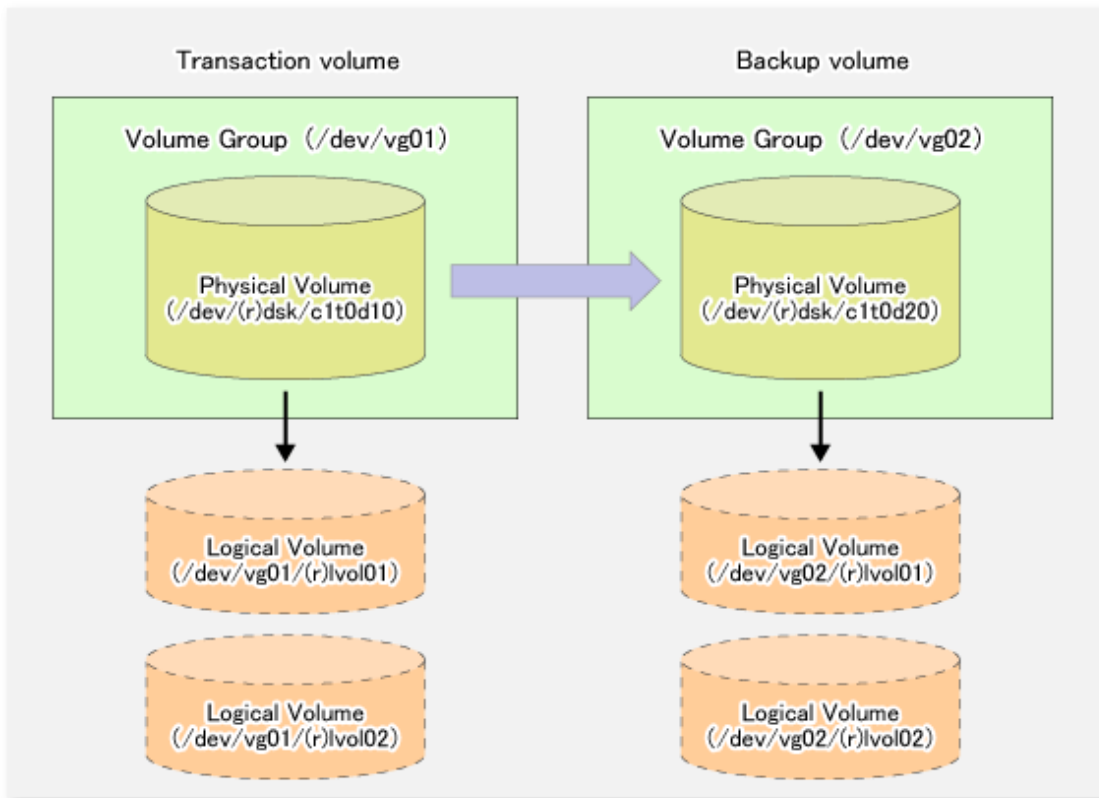 Transaction volume
Backup volume
Volume Group (/dev/vg01)
Volume Group (/dev/vg02)
Physical Volume
(/dev/(r)dsk/c1t0d10)
Physical Volume
(/dev/(r)dsk/c1t0d20)
Logical Volume
(/dev/vg01/(r)lvol01)
Logical Volume
(/dev/vg02/(r)lvol01)
Logical Volume
(/dev/vg01/(r)lvol02)
Logical Volume
(/dev/vg02/(r)lvol02)